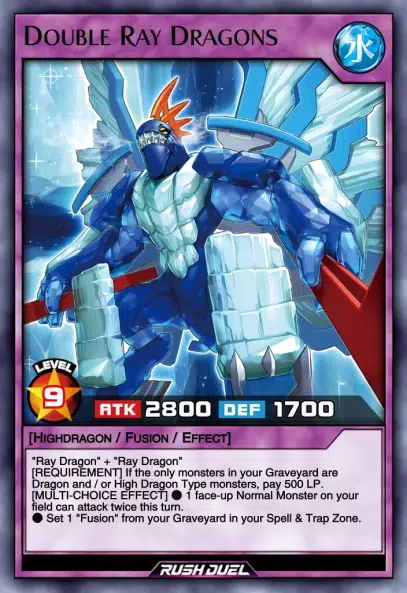 DOUBLE RAY DRAGONS
水
LEVEL
9
ATK 2800 DEF 1700
[HIGHDRAGON / FUSION / EFFECT]
"Ray Dragon" + "Ray Dragon"
[REQUIREMENT] If the only monsters in your Graveyard are
Dragon and / or High Dragon Type monsters, pay 500 LP.
[MULTI-CHOICE EFFECT] ● 1 face-up Normal Monster on your
field can attack twice this turn.
● Set 1 "Fusion" from your Graveyard in your Spell & Trap Zone.
RUSH DUEL